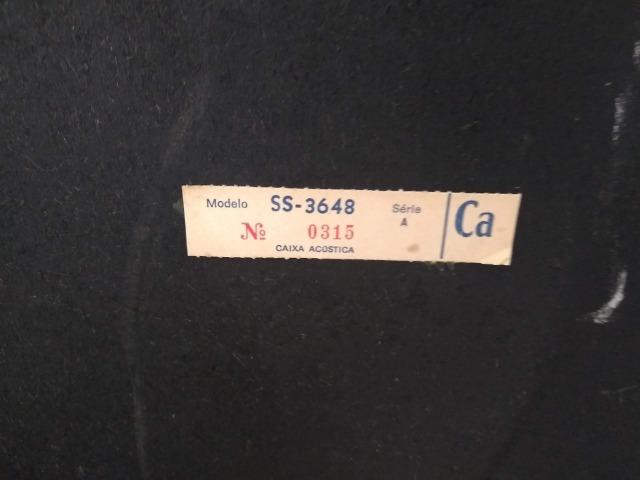 Modelo SS-3648 Série A
Nº 0315
CAIXA ACÚSTICA
Ca